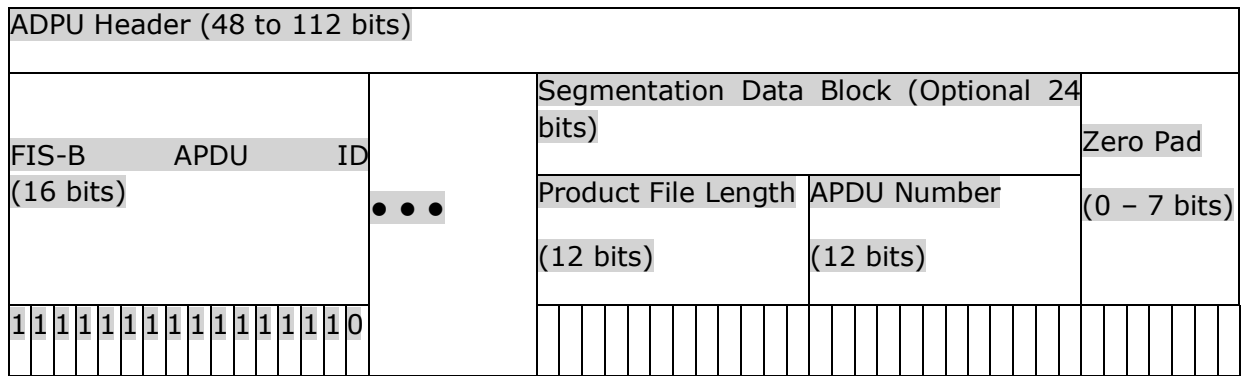 ADPU Header (48 to 112 bits)
FIS-B APDU ID
(16 bits)
● ● ●
Segmentation Data Block (Optional 24
bits)
Product File Length
(12 bits)
APDU Number
(12 bits)
Zero Pad
(0 – 7 bits)
1 1 1 1 1 1 1 1 1 1 1 1 1 1 1 0